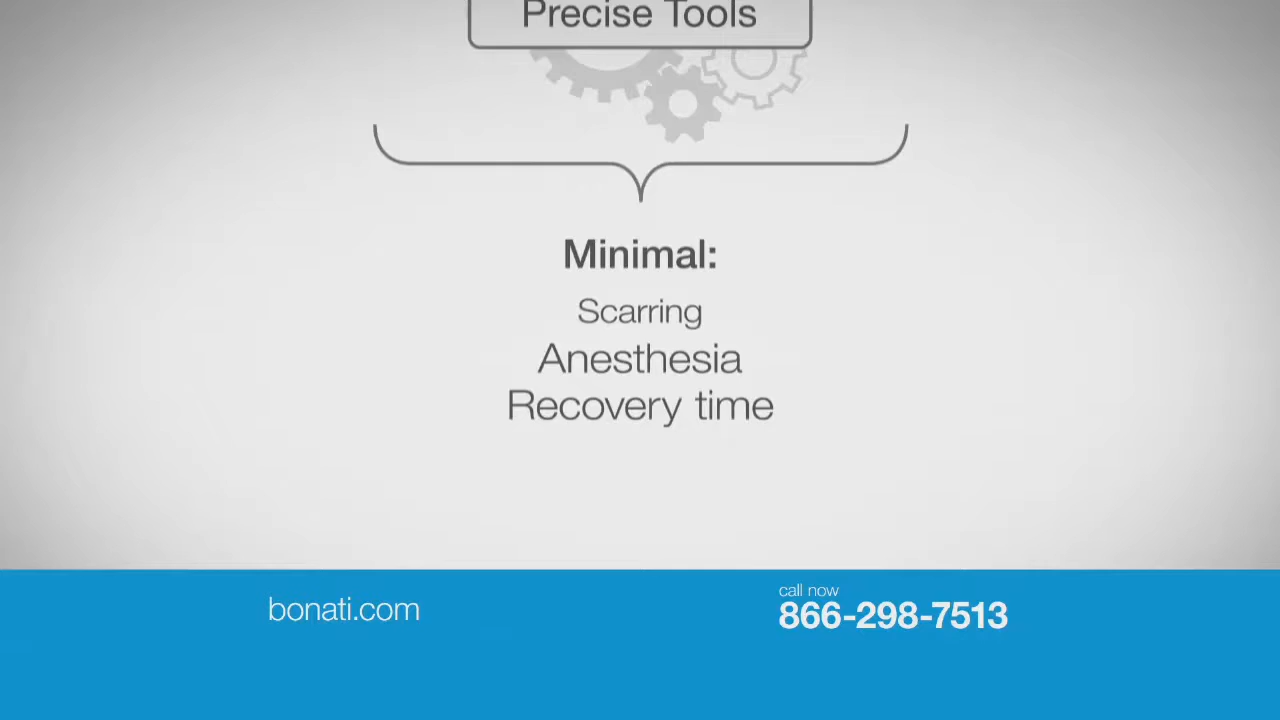 Precise Tools
Minimal:
Scarring
Anesthesia
Recovery time
bonati.com
call now
866-298-7513